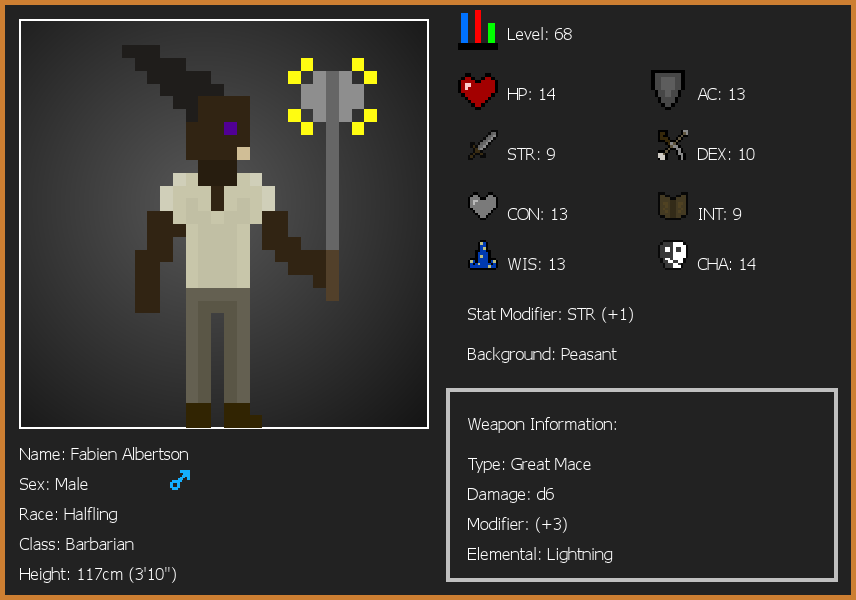 Level: 68
HP: 14
AC: 13
STR: 9
DEX: 10
CON: 13
INT: 9
WIS: 13
CHA: 14
Stat Modifier: STR (+1)
Background: Peasant
Weapon Information:
Type: Great Mace
Damage: d6
Modifier: (+3)
Elemental: Lightning
Name: Fabien Albertson
Sex: Male
Race: Halfling
Class: Barbarian
Height: 117cm (3'10")